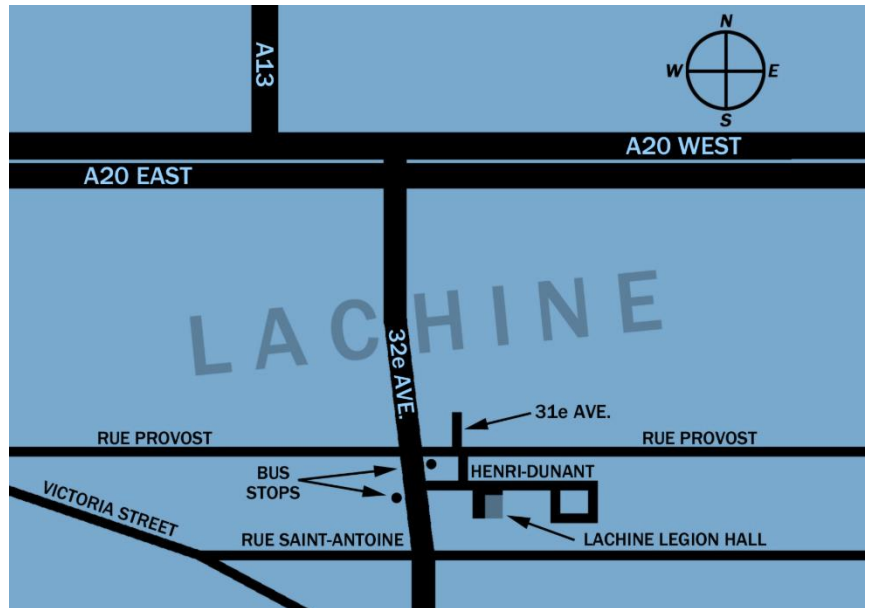 A13
N
W
E
S
A20 WEST
A20 EAST
LACHINE
32e AVE.
31e AVE.
RUE PROVOST
RUE PROVOST
BUS
STOPS
HENRI-DUNANT
VICTORIA STREET
RUE SAINT-ANTOINE
LACHINE LEGION HALL